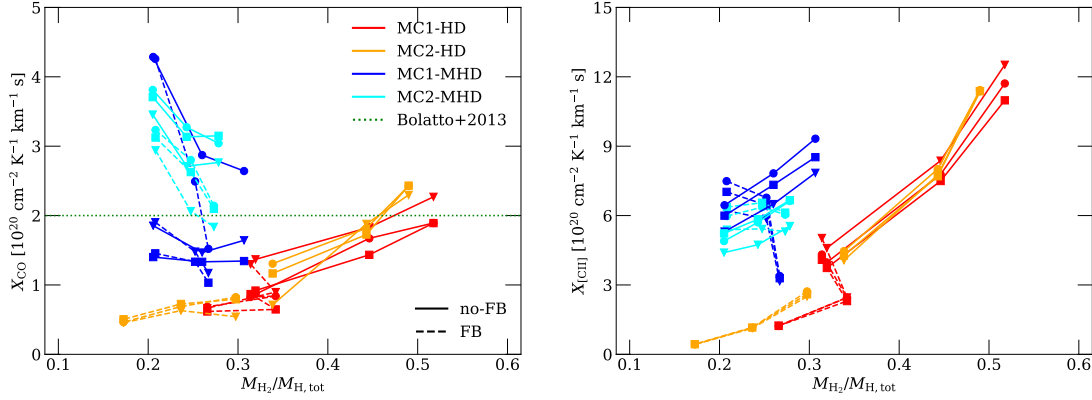 5
4
3
2
1
0
X_CO [10^20 cm^−2 K^−1 km^−1 s]
MC1-HD
MC2-HD
MC1-MHD
MC2-MHD
Bolatto+2013
no-FB
FB
0.1 0.2 0.3 0.4 0.5 0.6
M_H2/M_H, tot
15
12
9
6
3
0
X_[CII] [10^20 cm^−2 K^−1 km^−1 s]
0.1 0.2 0.3 0.4 0.5 0.6
M_H2/M_H, tot